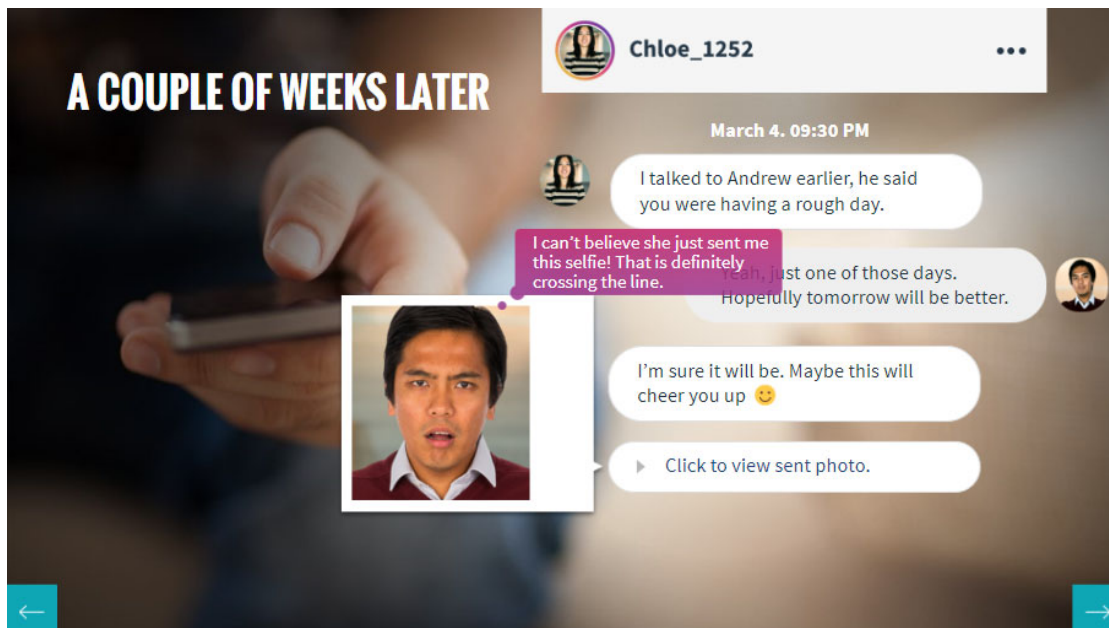 A COUPLE OF WEEKS LATER
Chloe_1252
March 4. 09:30 PM
I talked to Andrew earlier, he said
you were having a rough day.
I can't believe she just sent me
this selfie! That is definitely
crossing the line.
Yeah, just one of those days.
Hopefully tomorrow will be better.
I'm sure it will be. Maybe this will
cheer you up 🙂
Click to view sent photo.